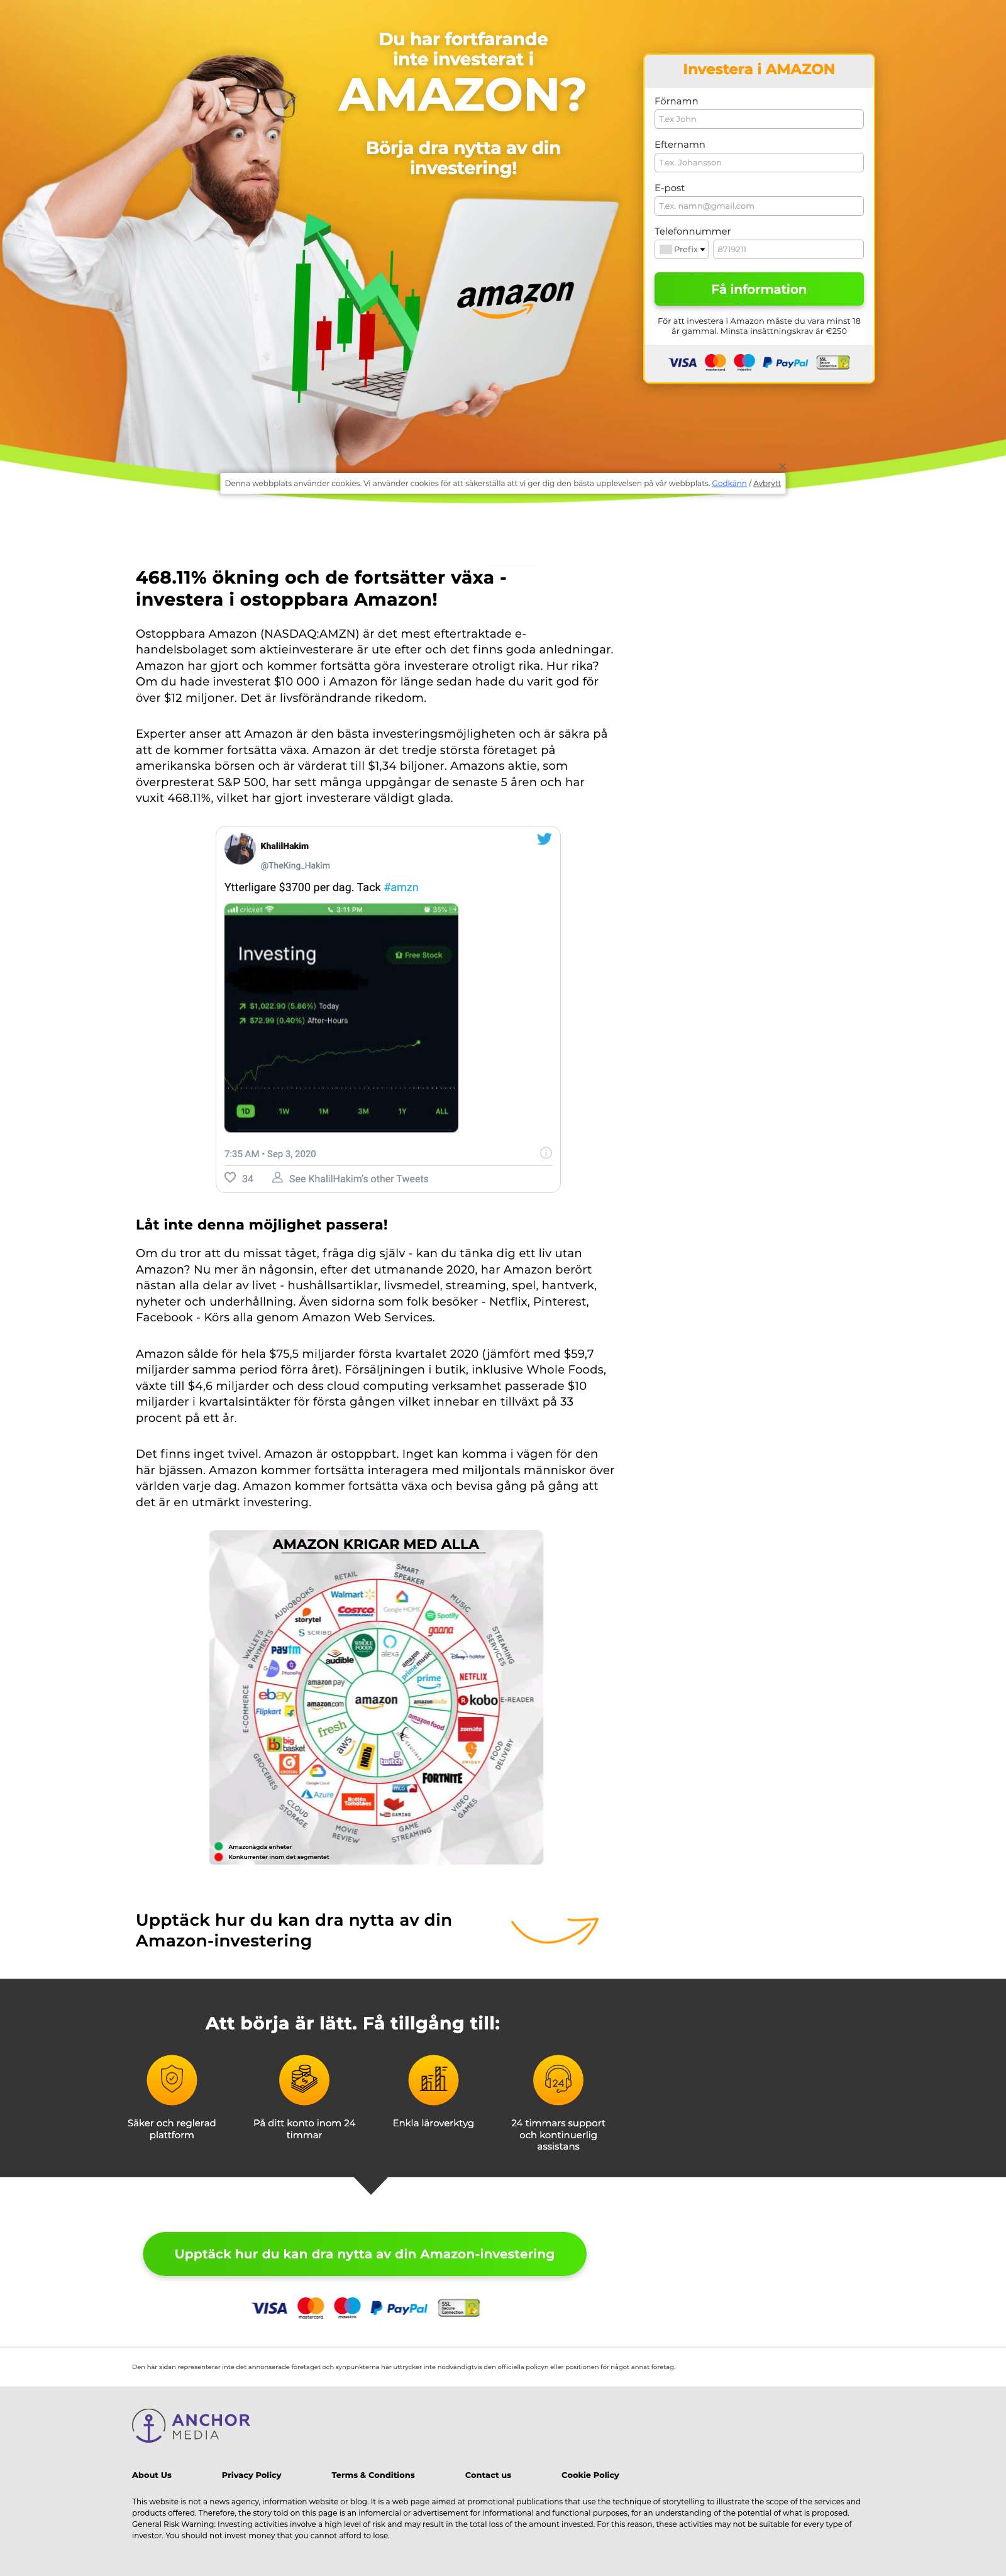 Du har fortfarande
inte investerat i
AMAZON?
Börja dra nytta av din
investering!
amazon
Investera i AMAZON
Förnamn
T.ex John
Efternamn
T.ex. Johansson
E-post
T.ex. namn@gmail.com
Telefonnummer
Prefix
8719211
Få information
För att investera i Amazon måste du vara minst 18
år gammal. Minsta insättningskrav är €250
VISA mastercard maestro PayPal SSL Secure Connection
Denna webbplats använder cookies. Vi använder cookies för att säkerställa att vi ger dig den bästa upplevelsen på vår webbplats. Godkänn / Avbrytt
468.11% ökning och de fortsätter växa -
investera i ostoppbara Amazon!
Ostoppbara Amazon (NASDAQ:AMZN) är det mest eftertraktade e-
handelsbolaget som aktieinvesterare är ute efter och det finns goda anledningar.
Amazon har gjort och kommer fortsätta göra investerare otroligt rika. Hur rika?
Om du hade investerat $10 000 i Amazon för länge sedan hade du varit god för
över $12 miljoner. Det är livsförändrande rikedom.
Experter anser att Amazon är den bästa investeringsmöjligheten och är säkra på
att de kommer fortsätta växa. Amazon är det tredje största företaget på
amerikanska börsen och är värderat till $1,34 biljoner. Amazons aktie, som
överpresterat S&P 500, har sett många uppgångar de senaste 5 åren och har
vuxit 468.11%, vilket har gjort investerare väldigt glada.
KhalilHakim
@TheKing_Hakim
Ytterligare $3700 per dag. Tack #amzn
cricket 3:11 PM 35%
Investing
Free Stock
$1,022.90 (5.86%) Today
$72.99 (0.40%) After-Hours
1D 1W 1M 3M 1Y ALL
7:35 AM • Sep 3, 2020
34 See KhalilHakim's other Tweets
Låt inte denna möjlighet passera!
Om du tror att du missat tåget, fråga dig själv - kan du tänka dig ett liv utan
Amazon? Nu mer än någonsin, efter det utmanande 2020, har Amazon berört
nästan alla delar av livet - hushållsartiklar, livsmedel, streaming, spel, hantverk,
nyheter och underhållning. Även sidorna som folk besöker - Netflix, Pinterest,
Facebook - Körs alla genom Amazon Web Services.
Amazon sålde för hela $75,5 miljarder första kvartalet 2020 (jämfört med $59,7
miljarder samma period förra året). Försäljningen i butik, inklusive Whole Foods,
växte till $4,6 miljarder och dess cloud computing verksamhet passerade $10
miljarder i kvartalsintäkter för första gången vilket innebar en tillväxt på 33
procent på ett år.
Det finns inget tvivel. Amazon är ostoppbart. Inget kan komma i vägen för den
här bjässen. Amazon kommer fortsätta interagera med miljontals människor över
världen varje dag. Amazon kommer fortsätta växa och bevisa gång på gång att
det är en utmärkt investering.
AMAZON KRIGAR MED ALLA
RETAIL
SMART SPEAKER
MUSIC
STREAMING SERVICES
E-READER
FOOD DELIVERY
VIDEO GAMES
GAME STREAMING
MOVIE REVIEW
CLOUD STORAGE
GROCERIES
E-COMMERCE
WALLETS & PAYMENTS
AUDIOBOOKS
Walmart
COSTCO
Google HOME
Spotify
gaana
Disney+ hotstar
NETFLIX
kobo
zomato
SWIGGY
FORTNITE
GAMING
Rotten Tomatoes
Google Cloud
Azure
big basket
ebay
Flipkart
paytm
PhonePe
storytel
SCRIBD
WHOLE FOODS
alexa
amazon prime music
prime
amazonkindle
amazon food
twitch
IMDb
aws
fresh
amazon.com
amazon pay
audible
amazon
Amazonägda enheter
Konkurrenter inom det segmentet
Upptäck hur du kan dra nytta av din
Amazon-investering
Att börja är lätt. Få tillgång till:
Säker och reglerad
plattform
På ditt konto inom 24
timmar
Enkla läroverktyg
24
24 timmars support
och kontinuerlig
assistans
Upptäck hur du kan dra nytta av din Amazon-investering
VISA mastercard maestro PayPal SSL Secure Connection
Den här sidan representerar inte det annonserade företaget och synpunkterna här uttrycker inte nödvändigtvis den officiella policyn eller positionen för något annat företag.
ANCHOR
MEDIA
About Us Privacy Policy Terms & Conditions Contact us Cookie Policy
This website is not a news agency, information website or blog. It is a web page aimed at promotional publications that use the technique of storytelling to illustrate the scope of the services and
products offered. Therefore, the story told on this page is an infomercial or advertisement for informational and functional purposes, for an understanding of the potential of what is proposed.
General Risk Warning: Investing activities involve a high level of risk and may result in the total loss of the amount invested. For this reason, these activities may not be suitable for every type of
investor. You should not invest money that you cannot afford to lose.